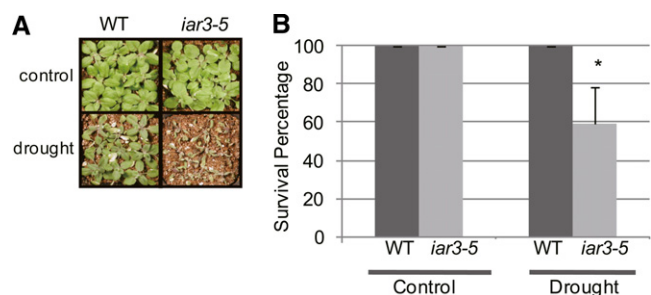 A
WT iar3-5
control
drought
B
Survival Percentage
100
80
60
40
20
0
*
WT iar3-5 WT iar3-5
Control Drought